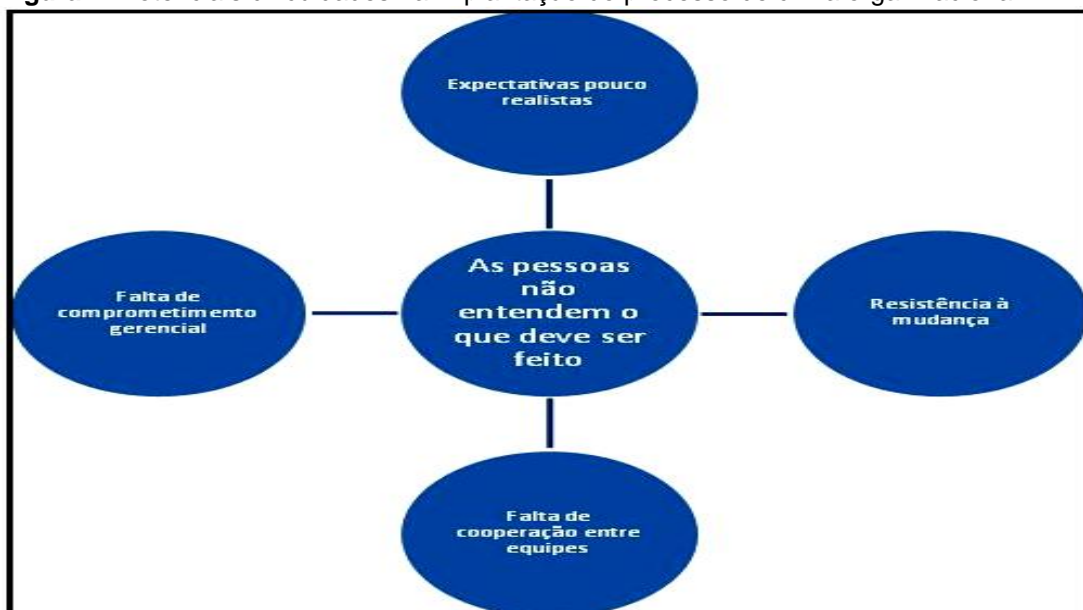 Expectativas pouco
realistas
Falta de
comprometimento
gerencial
As pessoas
não
entendem o
que deve ser
feito
Resistência à
mudança
Falta de
cooperação entre
equipes